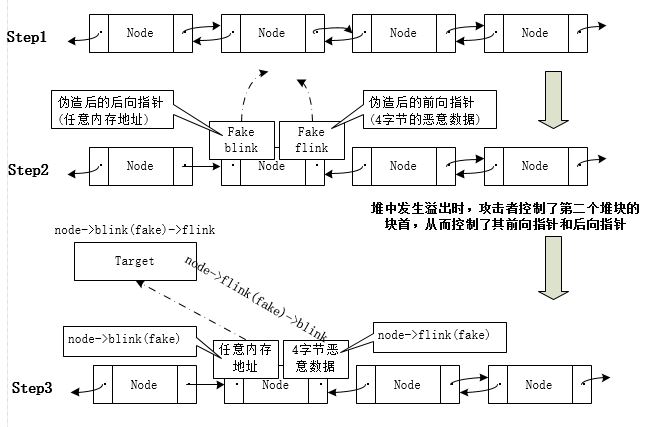 Step1
Node
Node
Node
Node
伪造后的后向指针
(任意内存地址)
伪造后的前向指针
(4字节的恶意数据)
Fake
blink
Fake
flink
Step2
Node
Node
Node
Node
堆中发生溢出时，攻击者控制了第二个堆块的
块首，从而控制了其前向指针和后向指针
node->blink(fake)->flink
Target
node->flink(fake)->blink
node->blink(fake)
任意内存
地址
4字节恶
意数据
node->flink(fake)
Step3
Node
Node
Node
Node